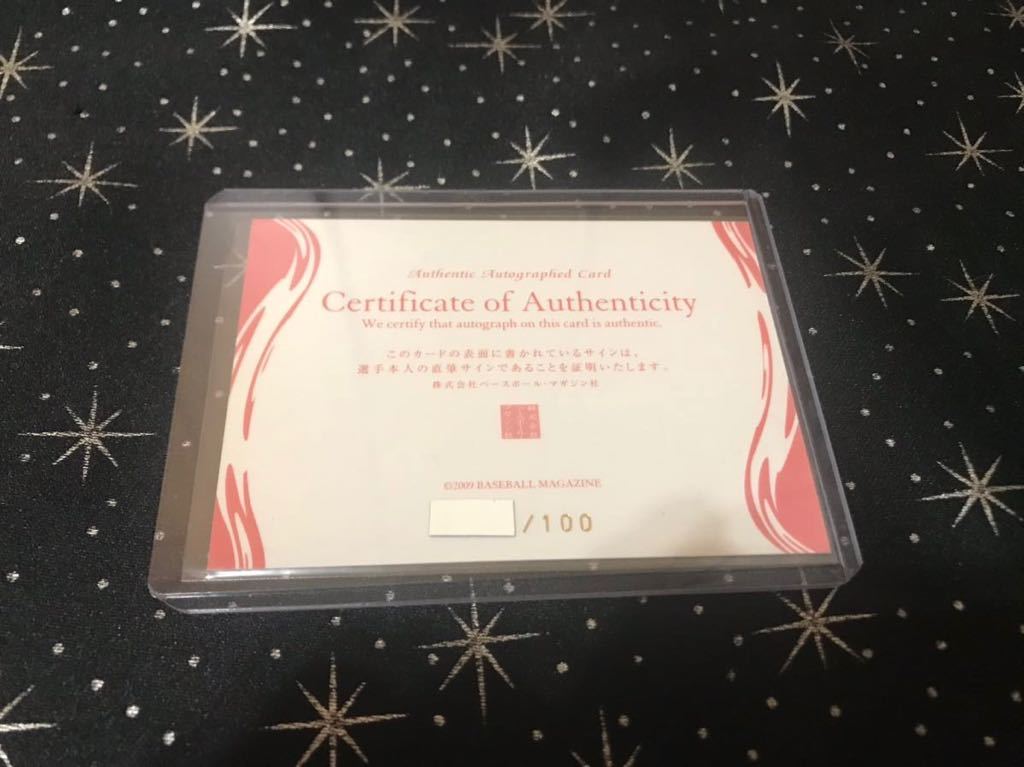 Authentic Autographed Card
Certificate of Authenticity
We certify that autograph on this card is authentic.
このカードの表面に書かれているサインは、
選手本人の直筆サインであることを証明いたします。
株式会社ベースボール・マガジン社
©2009 BASEBALL MAGAZINE
/100